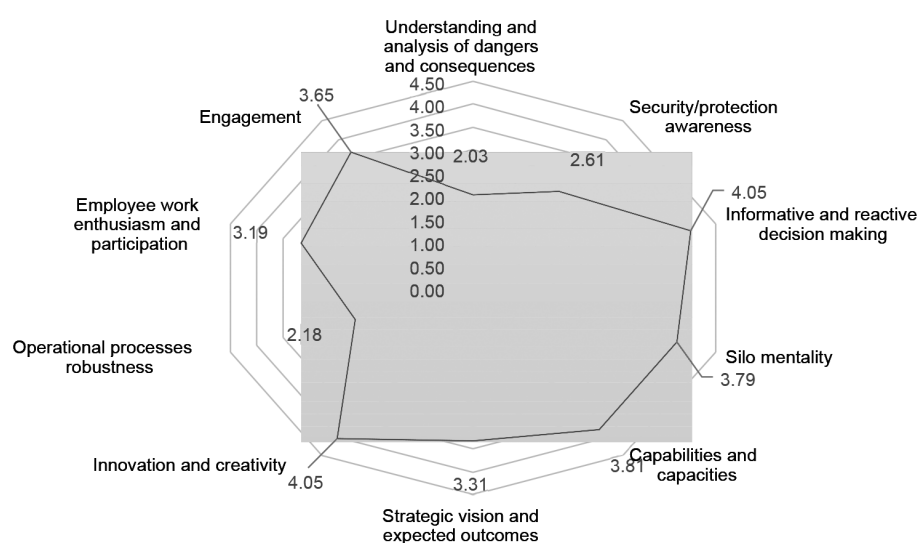 Understanding and
analysis of dangers
and consequences
4.50
4.00
3.50
3.00
2.50
2.00
1.50
1.00
0.50
0.00
2.03
Security/protection
awareness
2.61
4.05
Informative and reactive
decision making
Silo mentality
3.79
Capabilities and
capacities
3.81
3.31
Strategic vision and
expected outcomes
Innovation and creativity
4.05
Operational processes
robustness
2.18
Employee work
enthusiasm and
participation
3.19
Engagement
3.65